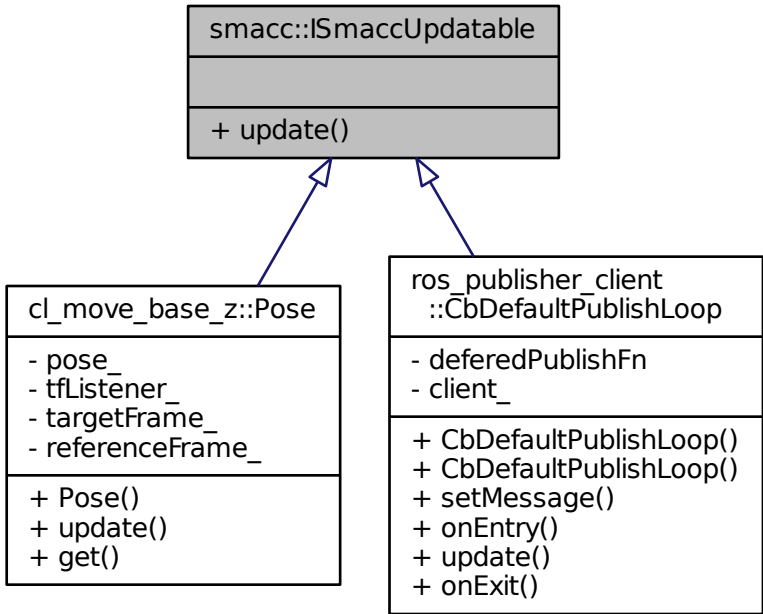 smacc::ISmaccUpdatable
+ update()
cl_move_base_z::Pose
- pose_
- tfListener_
- targetFrame_
- referenceFrame_
+ Pose()
+ update()
+ get()
ros_publisher_client
::CbDefaultPublishLoop
- deferedPublishFn
- client_
+ CbDefaultPublishLoop()
+ CbDefaultPublishLoop()
+ setMessage()
+ onEntry()
+ update()
+ onExit()